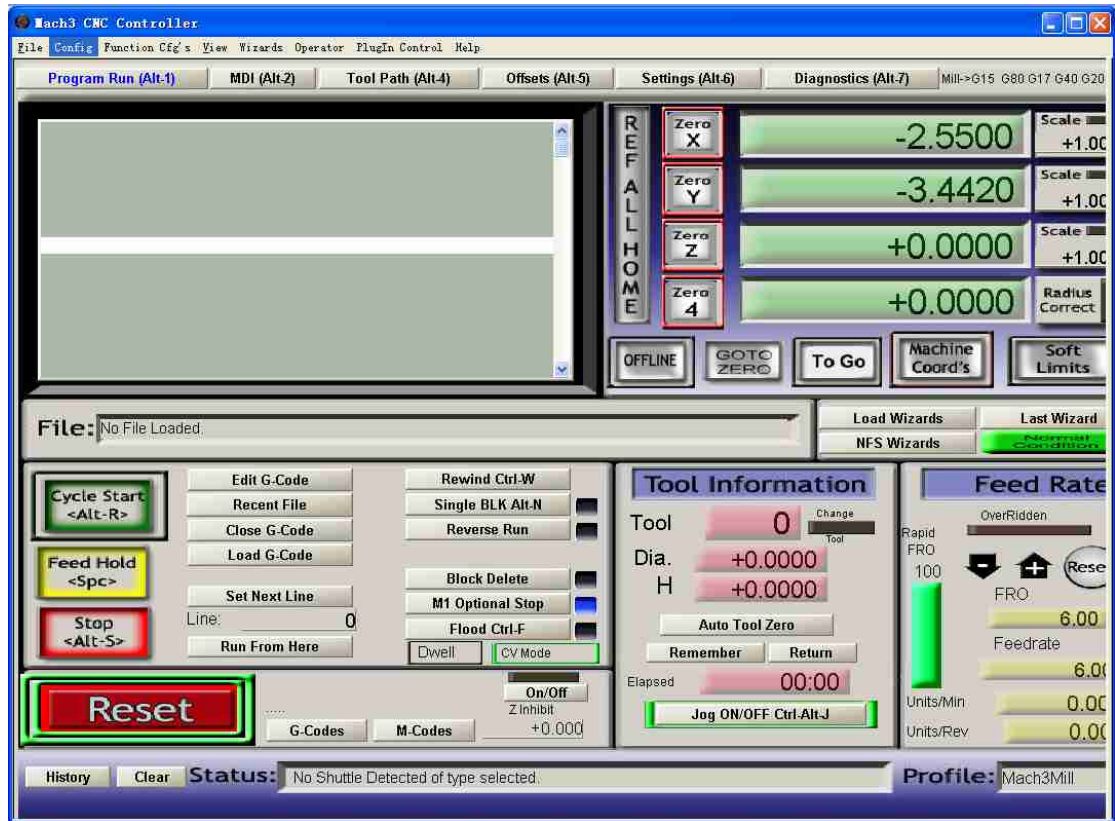 Mach3 CNC Controller
File Config Function Cfg's View Wizards Operator PlugIn Control Help
Program Run (Alt-1) MDI (Alt-2) Tool Path (Alt-4) Offsets (Alt-5) Settings (Alt-6) Diagnostics (Alt-7) Mill->G15 G80 G17 G40 G20
REF ALL HOME
Zero X -2.5500 Scale +1.00
Zero Y -3.4420 Scale +1.00
Zero Z +0.0000 Scale +1.00
Zero 4 +0.0000 Radius Correct
OFFLINE GOTO ZERO To Go Machine Coord's Soft Limits
File: No File Loaded.
Load Wizards Last Wizard
NFS Wizards Normal Condition
Cycle Start <Alt-R>
Feed Hold <Spc>
Stop <Alt-S>
Edit G-Code
Recent File
Close G-Code
Load G-Code
Set Next Line
Line: 0
Run From Here
Rewind Ctrl-W
Single BLK Alt-N
Reverse Run
Block Delete
M1 Optional Stop
Flood Ctrl-F
Dwell CV Mode
Reset
.....
G-Codes M-Codes
On/Off
Z Inhibit
+0.000
Tool Information
Tool 0 Change Tool
Dia. +0.0000
H +0.0000
Auto Tool Zero
Remember Return
Elapsed 00:00
Jog ON/OFF Ctrl-Alt-J
Feed Rate
OverRidden
Rapid FRO
100
Rese
FRO
6.00
Feedrate
6.00
Units/Min 0.00
Units/Rev 0.00
History Clear Status: No Shuttle Detected of type selected. Profile: Mach3Mill